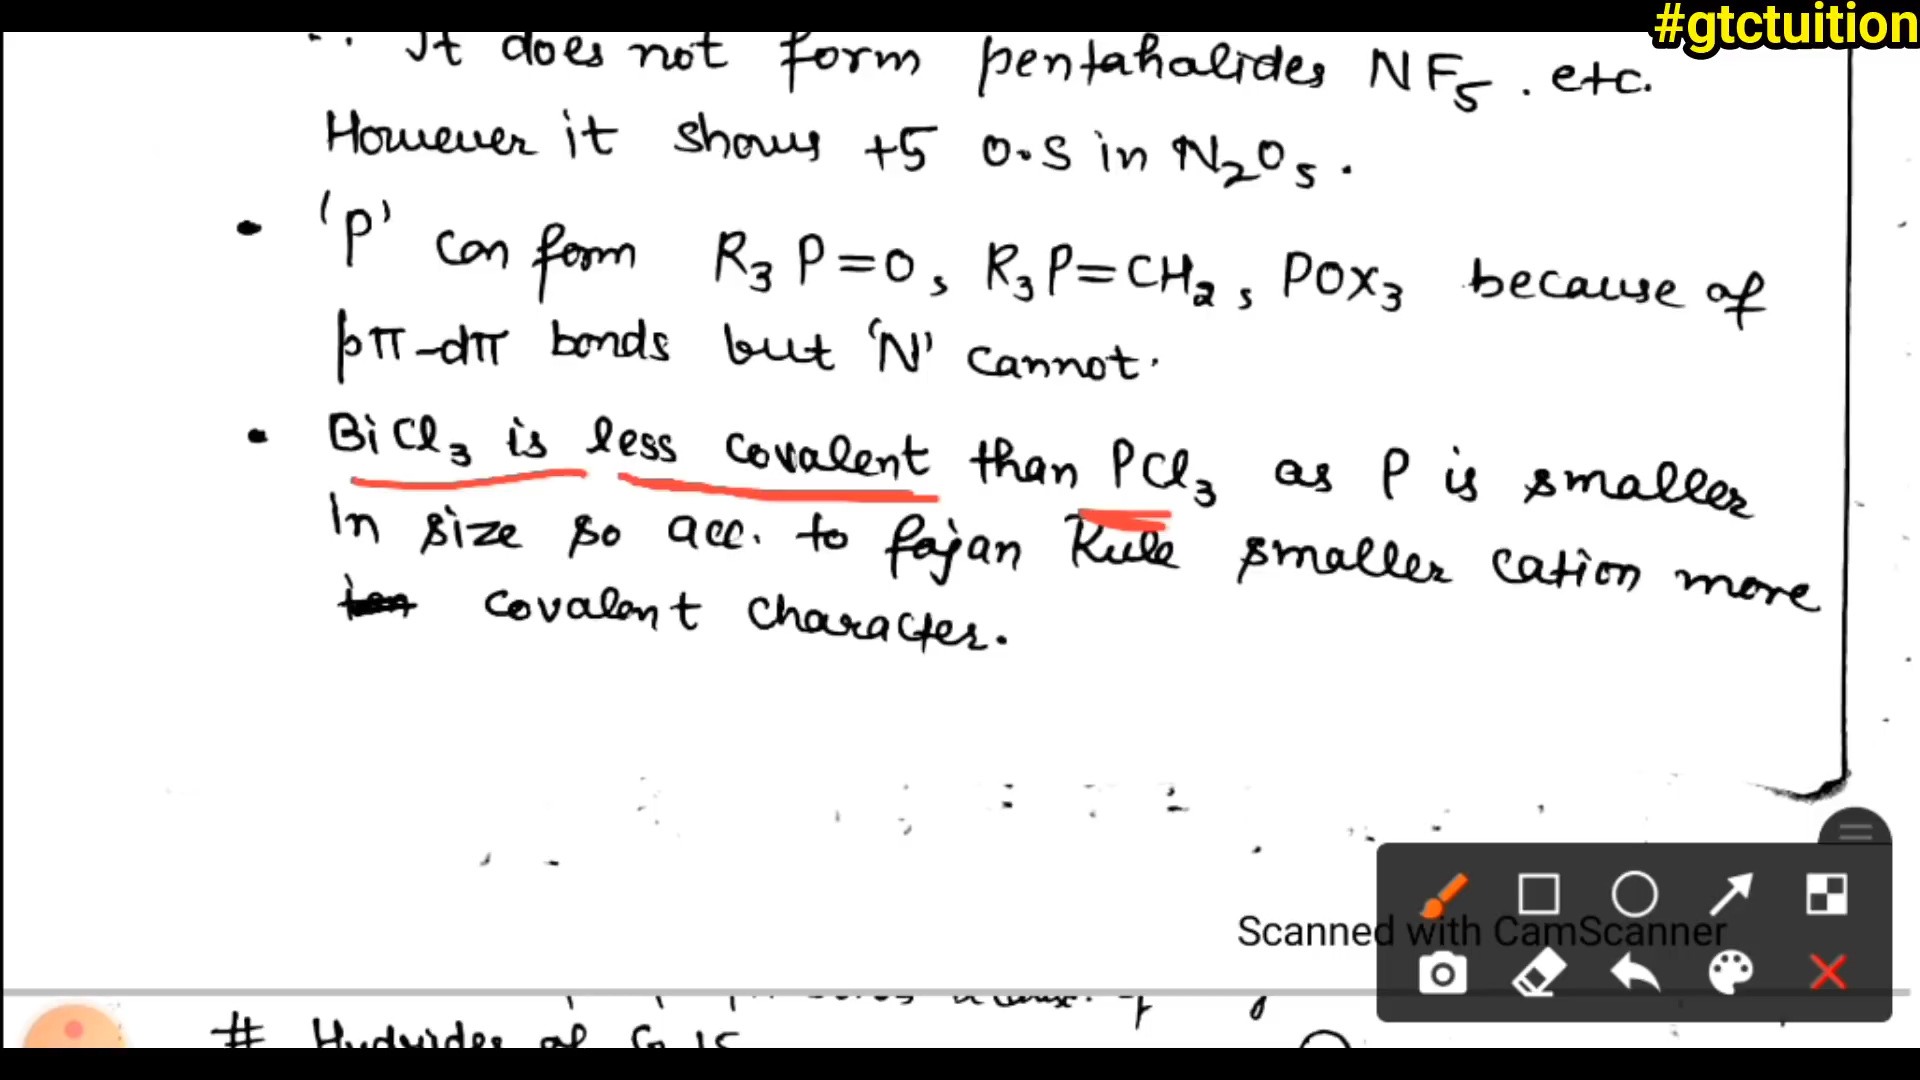 #gtctuition
∴ It does not form pentahalides NF₅. etc.
However it shows +5 O.S in N₂O₅.
• 'P' can form R₃P=O, R₃P=CH₂, POX₃ because of
pπ-dπ bonds but 'N' cannot.
• BiCl₃ is less covalent than PCl₃ as P is smaller
In size so acc. to fajan Rule smaller cation more
covalent character.
Scanned with CamScanner
# Hydrides of G 15